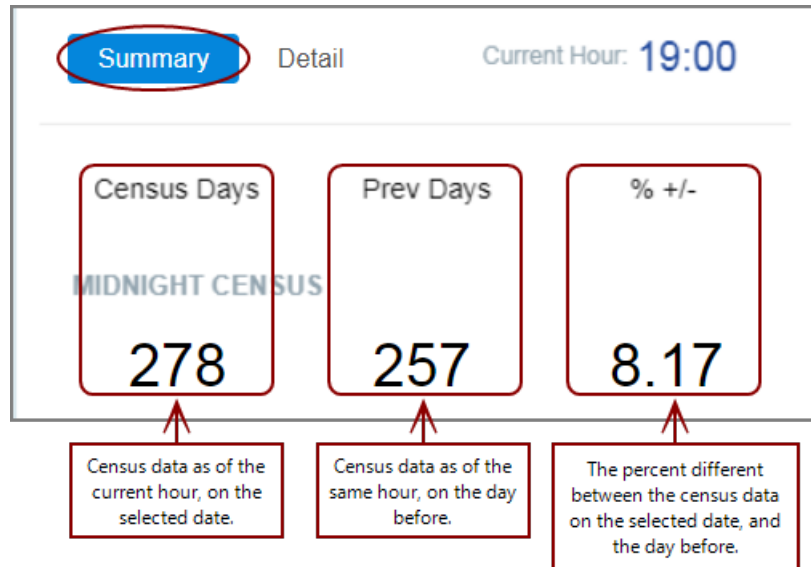 Summary Detail Current Hour: 19:00
Census Days Prev Days % +/-
MIDNIGHT CENSUS
278 257 8.17
Census data as of the
current hour, on the
selected date.
Census data as of the
same hour, on the day
before.
The percent different
between the census data
on the selected date, and
the day before.